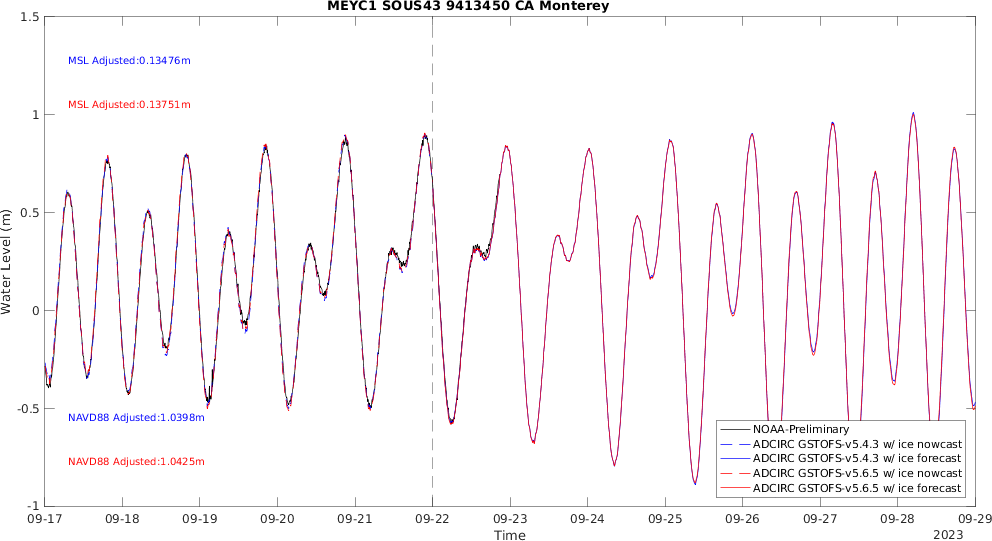 MEYC1 SOUS43 9413450 CA Monterey
1.5
1
0.5
0
-0.5
-1
Water Level (m)
MSL Adjusted:0.13476m
MSL Adjusted:0.13751m
NAVD88 Adjusted:1.0398m
NAVD88 Adjusted:1.0425m
NOAA-Preliminary
ADCIRC GSTOFS-v5.4.3 w/ ice nowcast
ADCIRC GSTOFS-v5.4.3 w/ ice forecast
ADCIRC GSTOFS-v5.6.5 w/ ice nowcast
ADCIRC GSTOFS-v5.6.5 w/ ice forecast
09-17 09-18 09-19 09-20 09-21 09-22 09-23 09-24 09-25 09-26 09-27 09-28 09-29
Time
2023